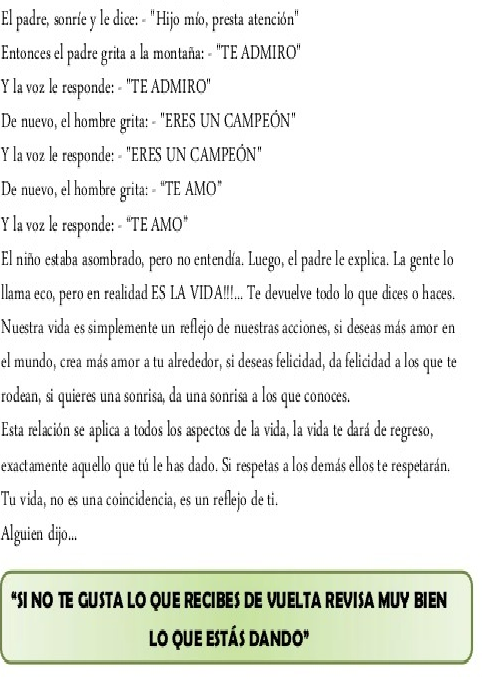 El padre, sonríe y le dice: - "Hijo mío, presta atención"
Entonces el padre grita a la montaña: - "TE ADMIRO"
Y la voz le responde: - "TE ADMIRO"
De nuevo, el hombre grita: - "ERES UN CAMPEÓN"
Y la voz le responde: - "ERES UN CAMPEÓN"
De nuevo, el hombre grita: - “TE AMO”
Y la voz le responde: - “TE AMO”
El niño estaba asombrado, pero no entendía. Luego, el padre le explica. La gente lo
llama eco, pero en realidad ES LA VIDA!!!... Te devuelve todo lo que dices o haces.
Nuestra vida es simplemente un reflejo de nuestras acciones, si deseas más amor en
el mundo, crea más amor a tu alrededor, si deseas felicidad, da felicidad a los que te
rodean, si quieres una sonrisa, da una sonrisa a los que conoces.
Esta relación se aplica a todos los aspectos de la vida, la vida te dará de regreso,
exactamente aquello que tú le has dado. Si respetas a los demás ellos te respetarán.
Tu vida, no es una coincidencia, es un reflejo de ti.
Alguien dijo...
“SI NO TE GUSTA LO QUE RECIBES DE VUELTA REVISA MUY BIEN
LO QUE ESTÁS DANDO”